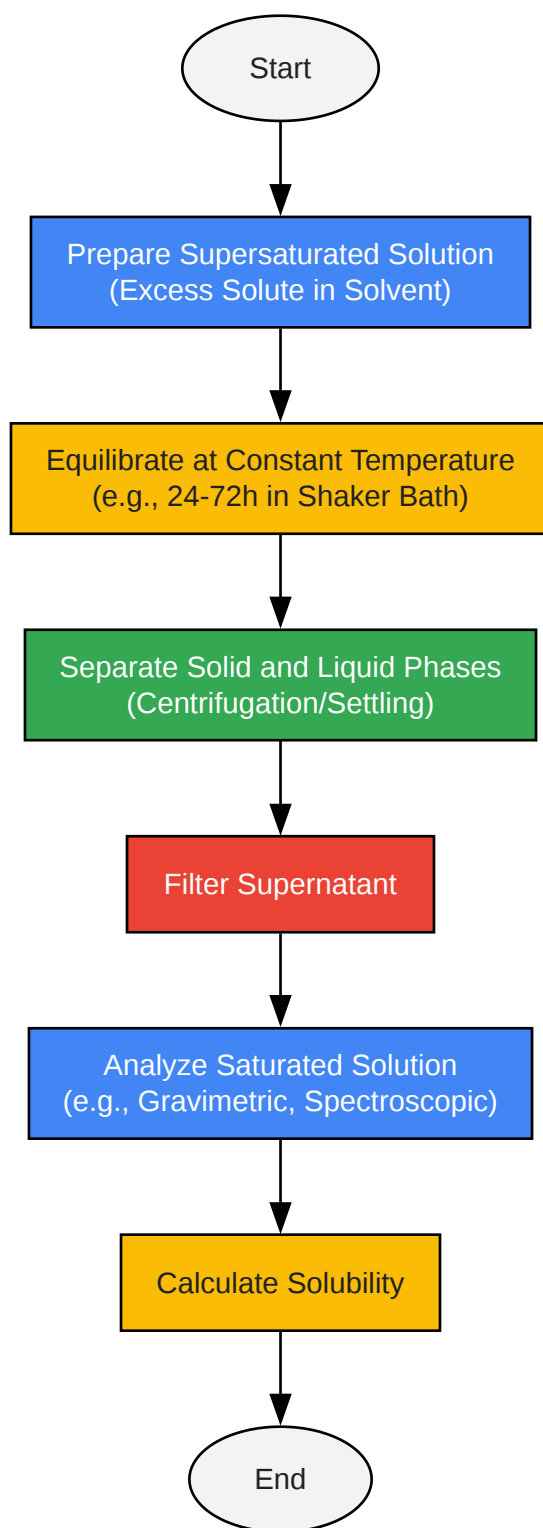 Start
Prepare Supersaturated Solution
(Excess Solute in Solvent)
Equilibrate at Constant Temperature
(e.g., 24-72h in Shaker Bath)
Separate Solid and Liquid Phases
(Centrifugation/Settling)
Filter Supernatant
Analyze Saturated Solution
(e.g., Gravimetric, Spectroscopic)
Calculate Solubility
End